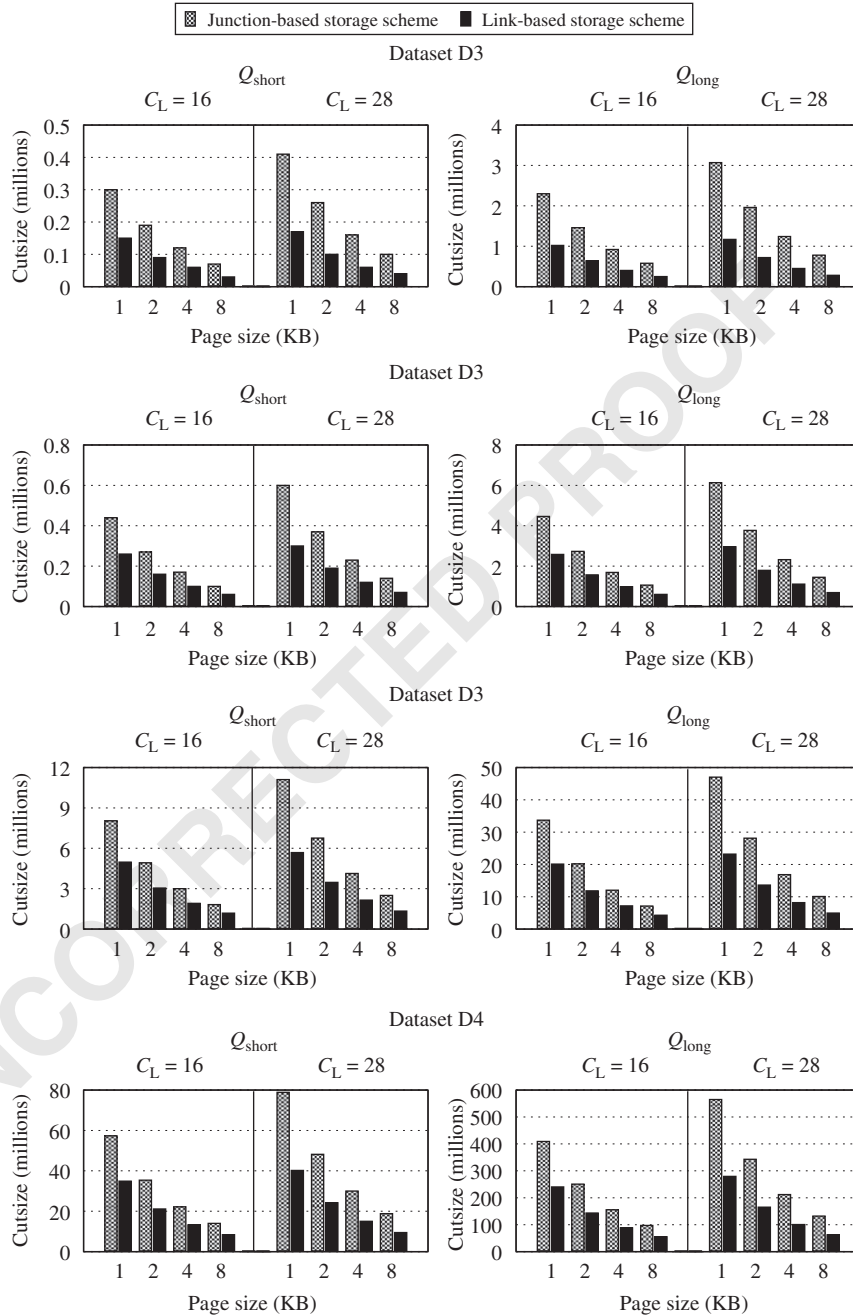 Junction-based storage scheme Link-based storage scheme
Dataset D3
Q_short Q_long
C_L = 16 C_L = 28 C_L = 16 C_L = 28
Cutsize (millions) Cutsize (millions)
0.5 4
0.4 3
0.3 2
0.2 1
0.1 0
0
1 2 4 8 1 2 4 8 1 2 4 8 1 2 4 8
Page size (KB) Page size (KB)
Dataset D3
Q_short Q_long
C_L = 16 C_L = 28 C_L = 16 C_L = 28
Cutsize (millions) Cutsize (millions)
0.8 8
0.6 6
0.4 4
0.2 2
0 0
1 2 4 8 1 2 4 8 1 2 4 8 1 2 4 8
Page size (KB) Page size (KB)
Dataset D3
Q_short Q_long
C_L = 16 C_L = 28 C_L = 16 C_L = 28
Cutsize (millions) Cutsize (millions)
12 50
9 40
6 30
3 20
0 10
0
1 2 4 8 1 2 4 8 1 2 4 8 1 2 4 8
Page size (KB) Page size (KB)
Dataset D4
Q_short Q_long
C_L = 16 C_L = 28 C_L = 16 C_L = 28
Cutsize (millions) Cutsize (millions)
80 600
60 500
40 400
20 300
0 200
100
0
1 2 4 8 1 2 4 8 1 2 4 8 1 2 4 8
Page size (KB) Page size (KB)
NCORRECTED PROOF